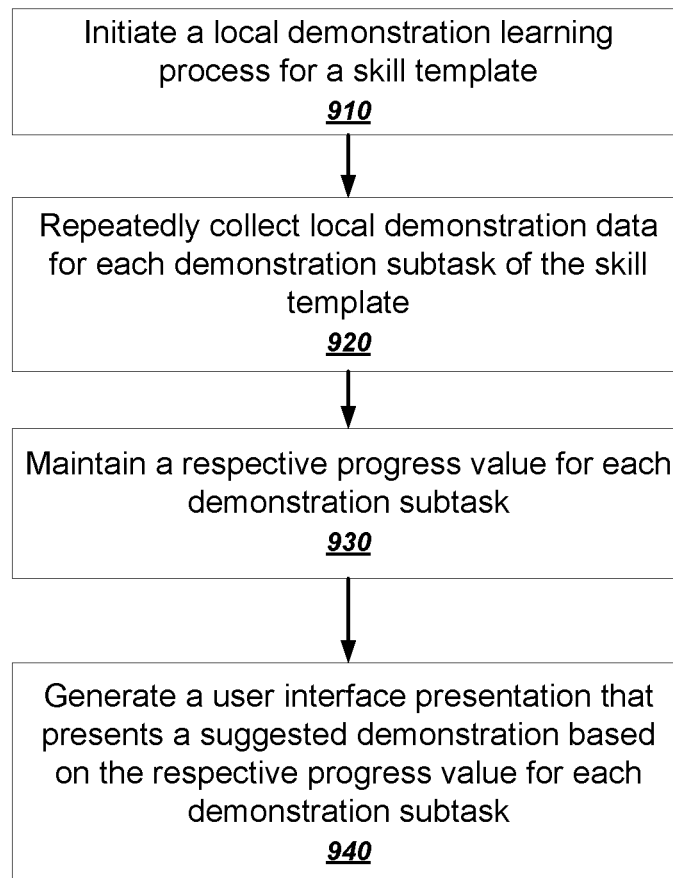 Initiate a local demonstration learning
process for a skill template
910
Repeatedly collect local demonstration data
for each demonstration subtask of the skill
template
920
Maintain a respective progress value for each
demonstration subtask
930
Generate a user interface presentation that
presents a suggested demonstration based
on the respective progress value for each
demonstration subtask
940